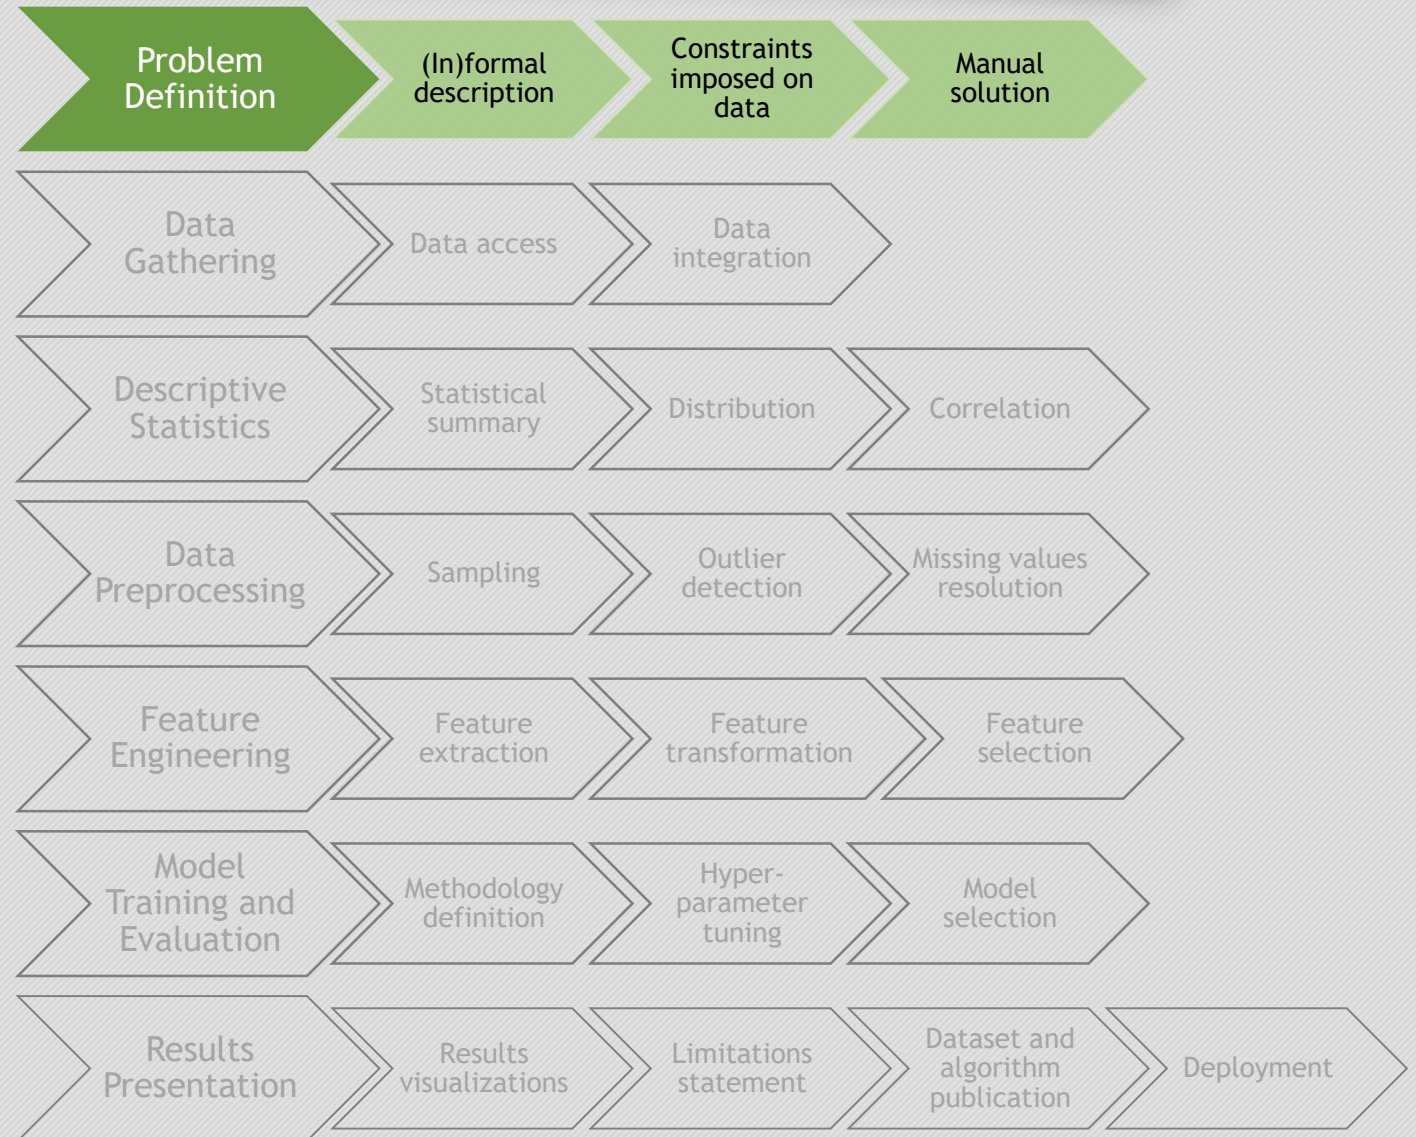 Problem
Definition
(In)formal
description
Constraints
imposed on
data
Manual
solution
Data
Gathering
Data access
Data
integration
Descriptive
Statistics
Statistical
summary
Distribution
Correlation
Data
Preprocessing
Sampling
Outlier
detection
Missing values
resolution
Feature
Engineering
Feature
extraction
Feature
transformation
Feature
selection
Model
Training and
Evaluation
Methodology
definition
Hyper-
parameter
tuning
Model
selection
Results
Presentation
Results
visualizations
Limitations
statement
Dataset and
algorithm
publication
Deployment